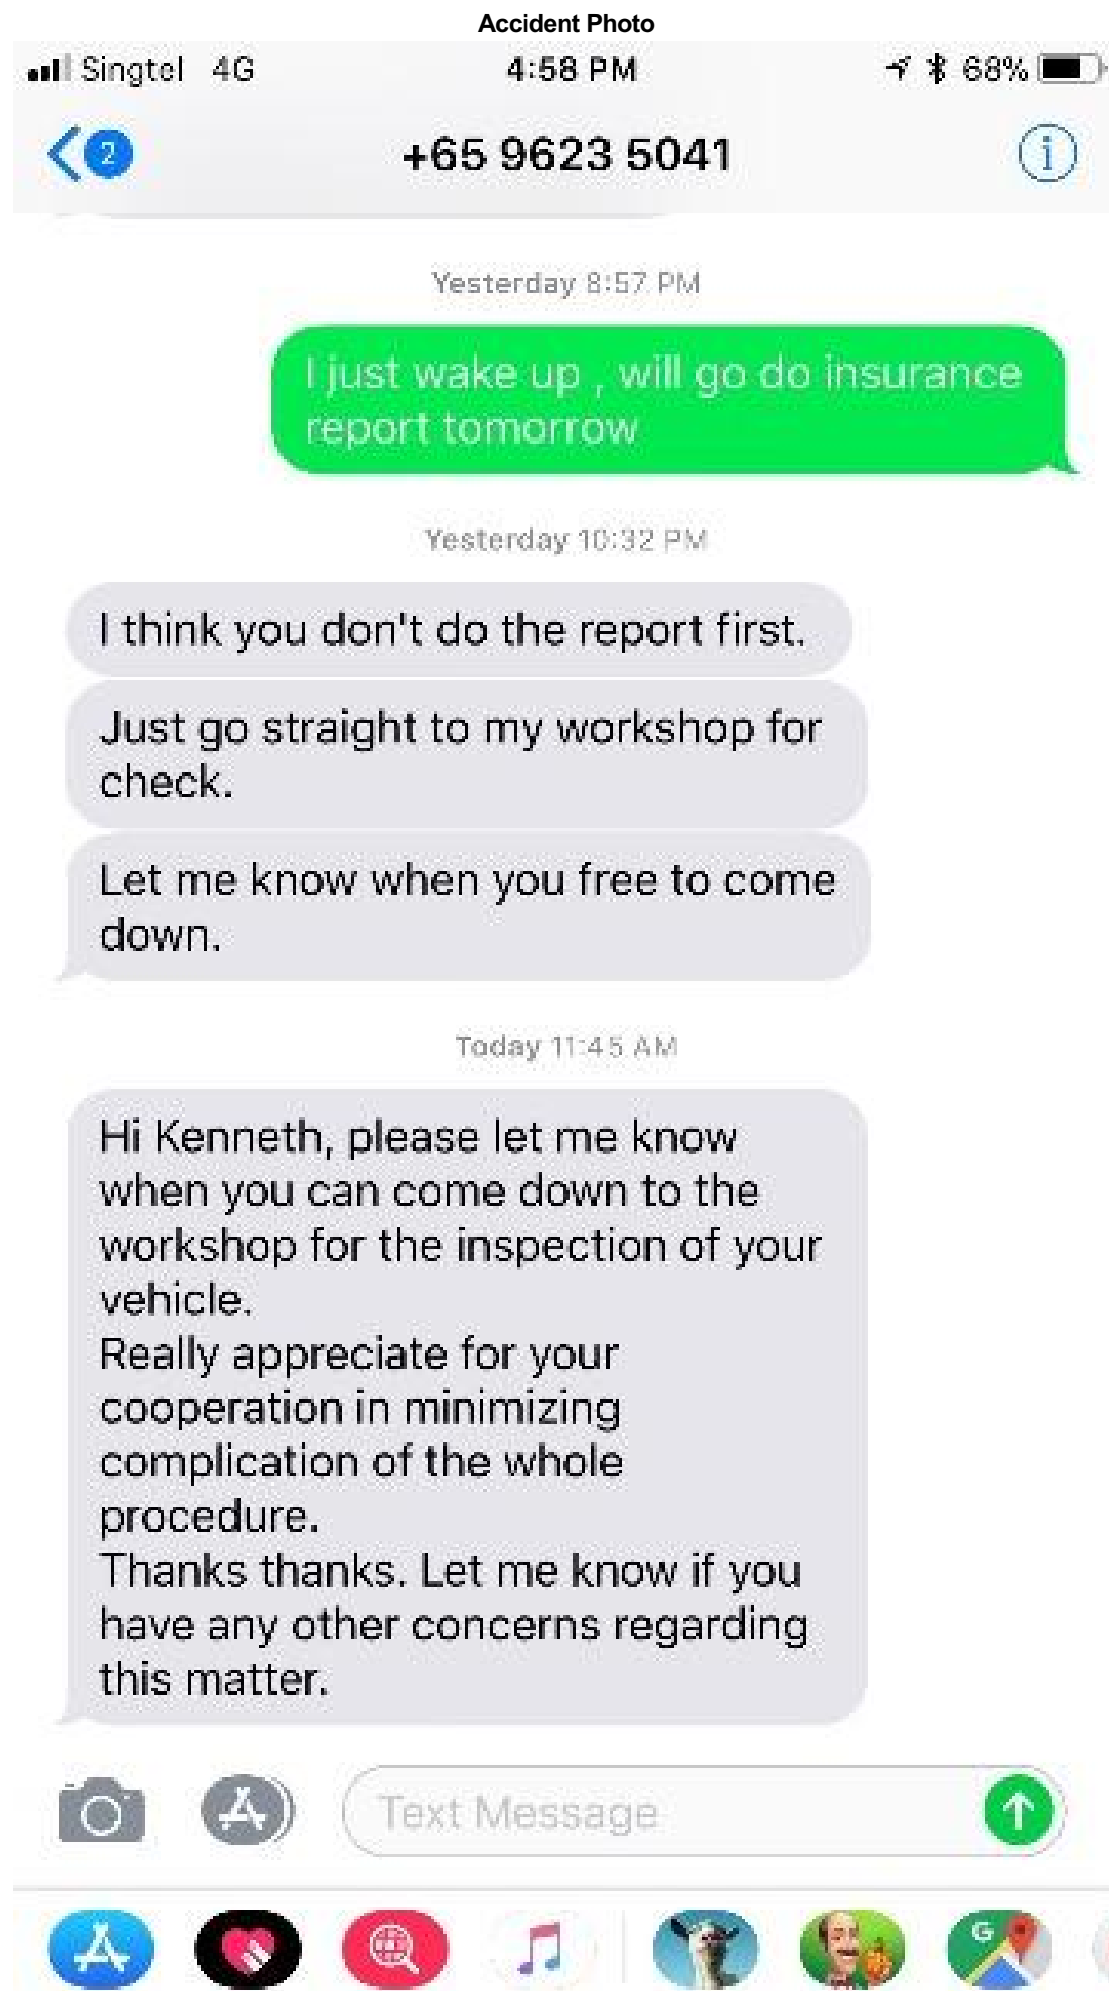 Accident Photo
Singtel 4G 4:58 PM 68%
2 +65 9623 5041 i
Yesterday 8:57 PM
I just wake up , will go do insurance
report tomorrow
Yesterday 10:32 PM
I think you don't do the report first.
Just go straight to my workshop for
check.
Let me know when you free to come
down.
Today 11:45 AM
Hi Kenneth, please let me know
when you can come down to the
workshop for the inspection of your
vehicle.
Really appreciate for your
cooperation in minimizing
complication of the whole
procedure.
Thanks thanks. Let me know if you
have any other concerns regarding
this matter.
Text Message
G